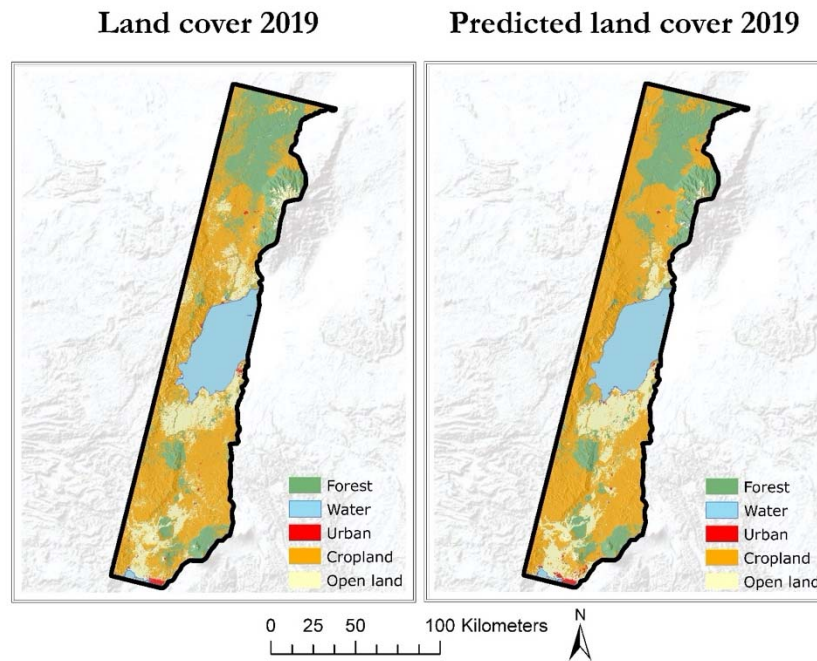 Land cover 2019
Predicted land cover 2019
Forest
Water
Urban
Cropland
Open land
Forest
Water
Urban
Cropland
Open land
0 25 50 100 Kilometers
N